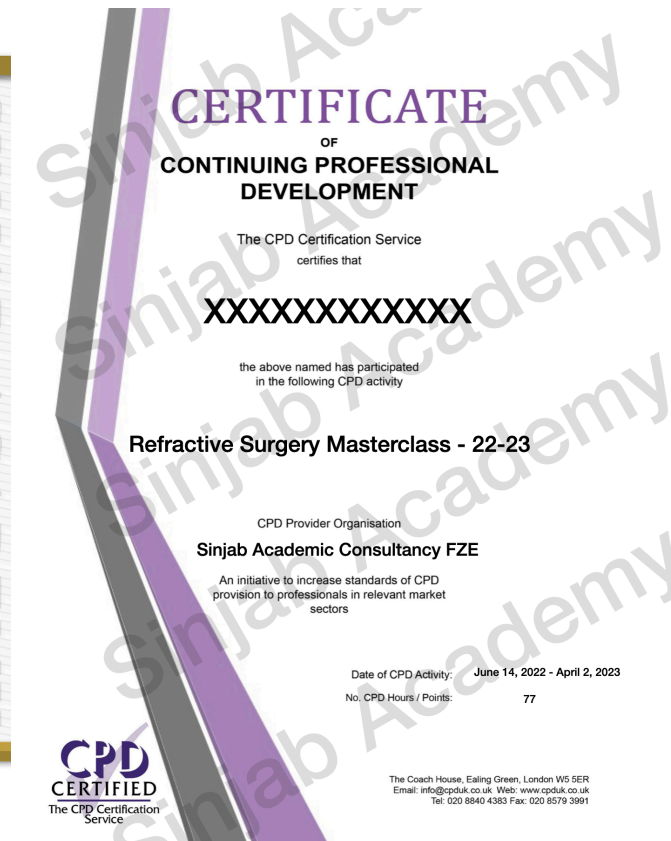 CERTIFICATE
OF
CONTINUING PROFESSIONAL
DEVELOPMENT
The CPD Certification Service
certifies that
XXXXXXXXXXXX
the above named has participated
in the following CPD activity
Refractive Surgery Masterclass - 22-23
CPD Provider Organisation
Sinjab Academic Consultancy FZE
An initiative to increase standards of CPD
provision to professionals in relevant market
sectors
Date of CPD Activity: June 14, 2022 - April 2, 2023
No. CPD Hours / Points: 77
CPD
CERTIFIED
The CPD Certification
Service
The Coach House, Ealing Green, London W5 5ER
Email: info@cpduk.co.uk Web: www.cpduk.co.uk
Tel: 020 8840 4383 Fax: 020 8579 3991
Sinjab Academy
Sinjab Academy
Sinjab Academy
Sinjab Academy
Sinjab Academy